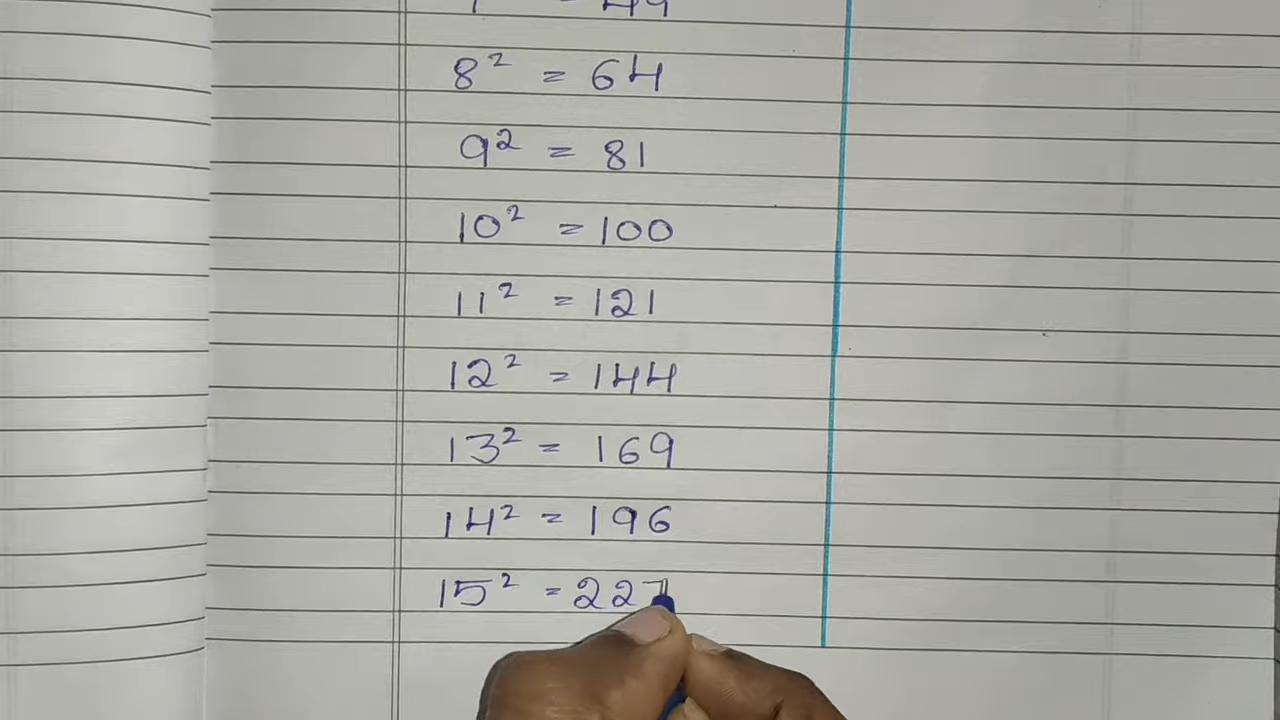 8² = 64
9² = 81
10² = 100
11² = 121
12² = 144
13² = 169
14² = 196
15² = 22